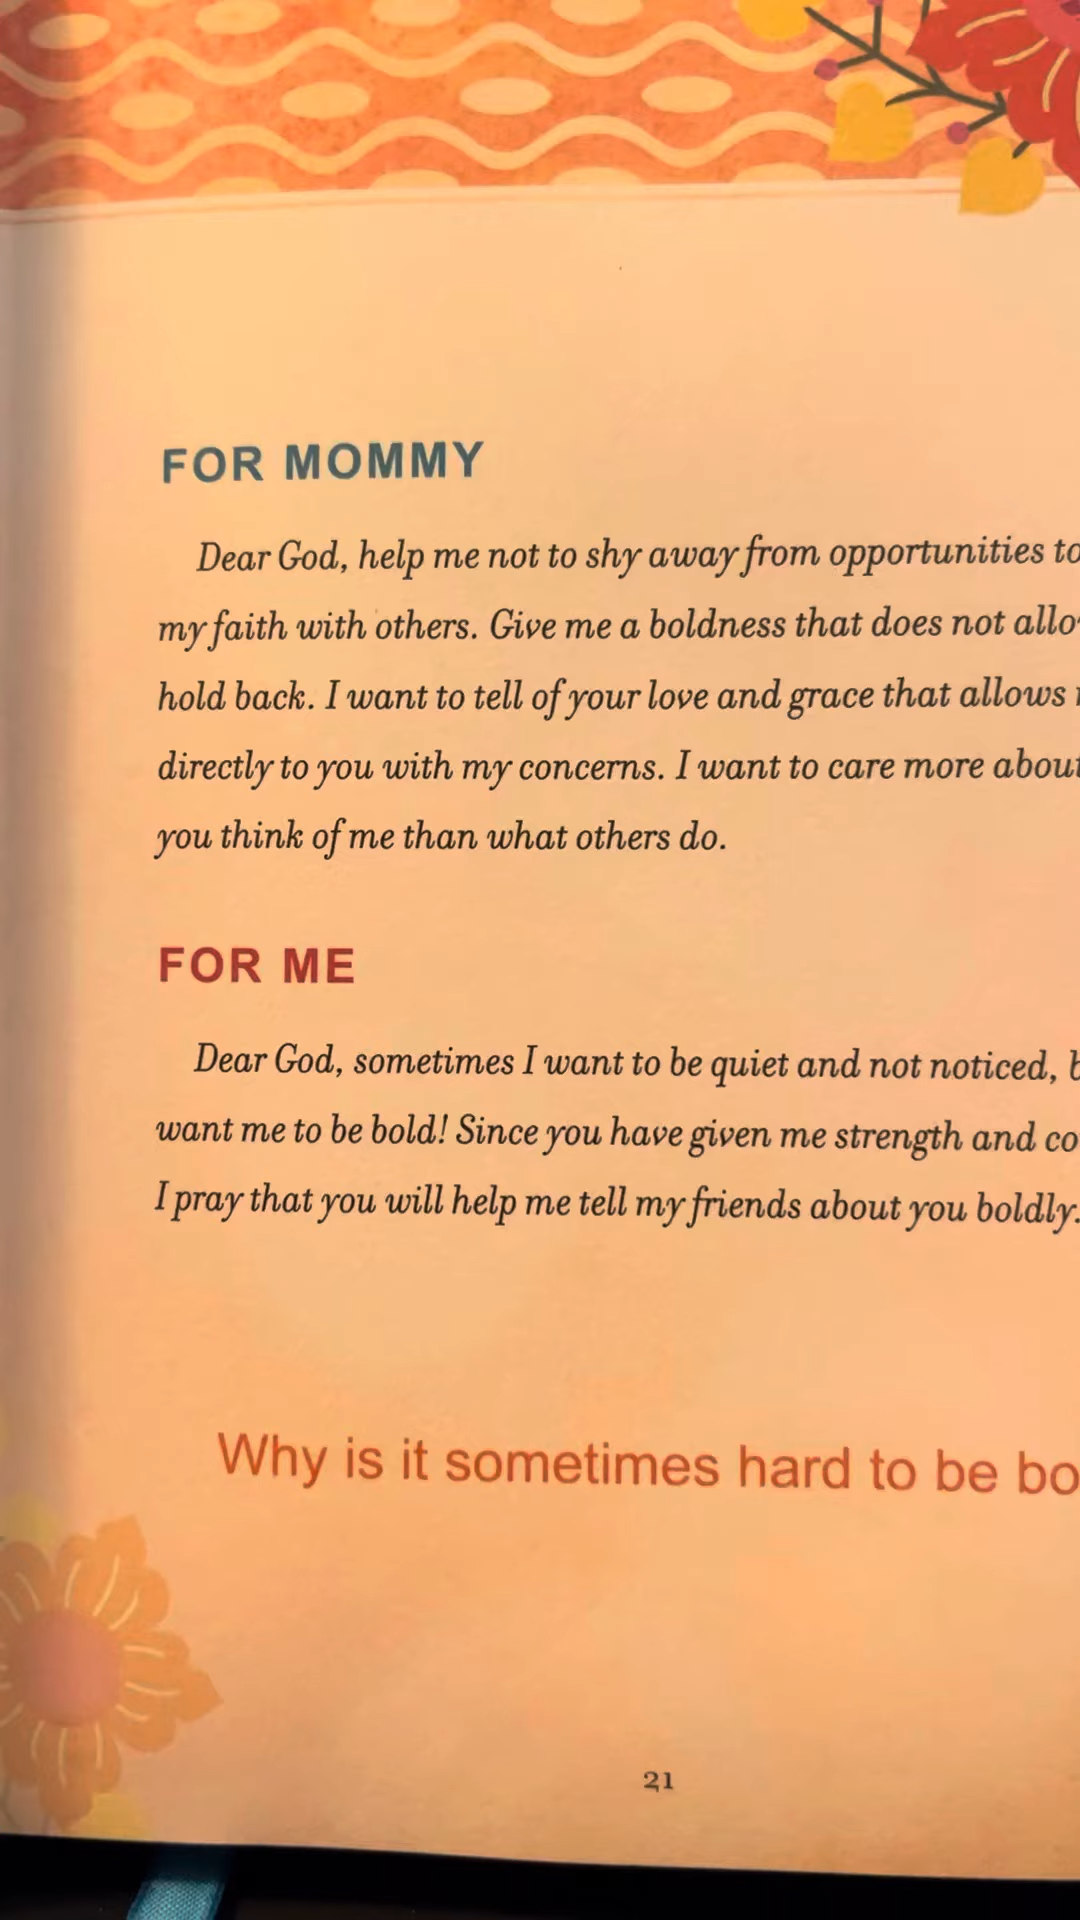 FOR MOMMY
Dear God, help me not to shy away from opportunities to
my faith with others. Give me a boldness that does not
hold back. I want to tell of your love and grace that allows
directly to you with my concerns. I want to care more about
you think of me than what others do.
FOR ME
Dear God, sometimes I want to be quiet and not noticed,
want me to be bold! Since you have given me strength and
I pray that you will help me tell my friends about you boldly.
Why is it sometimes hard to be
21